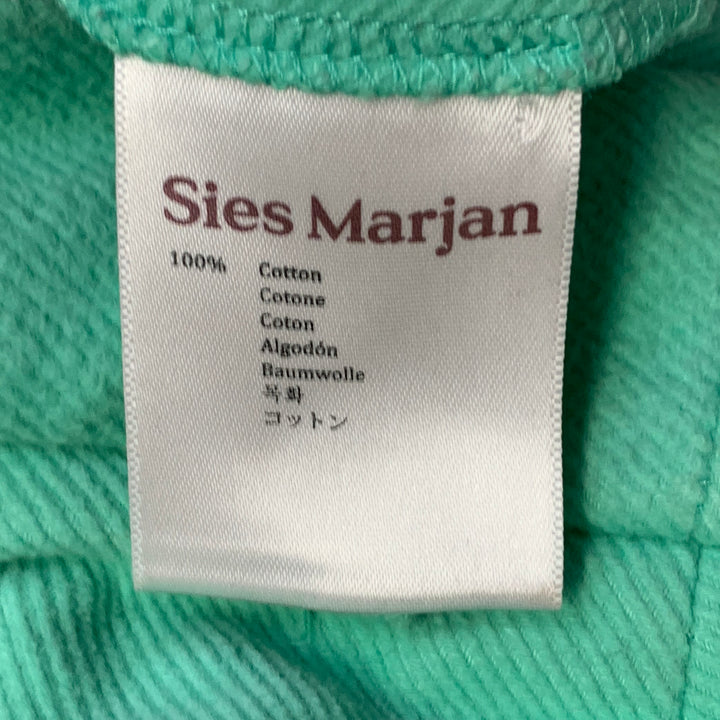 Sies Marjan
100% Cotton
Cotone
Coton
Algodón
Baumwolle
목화
コットン